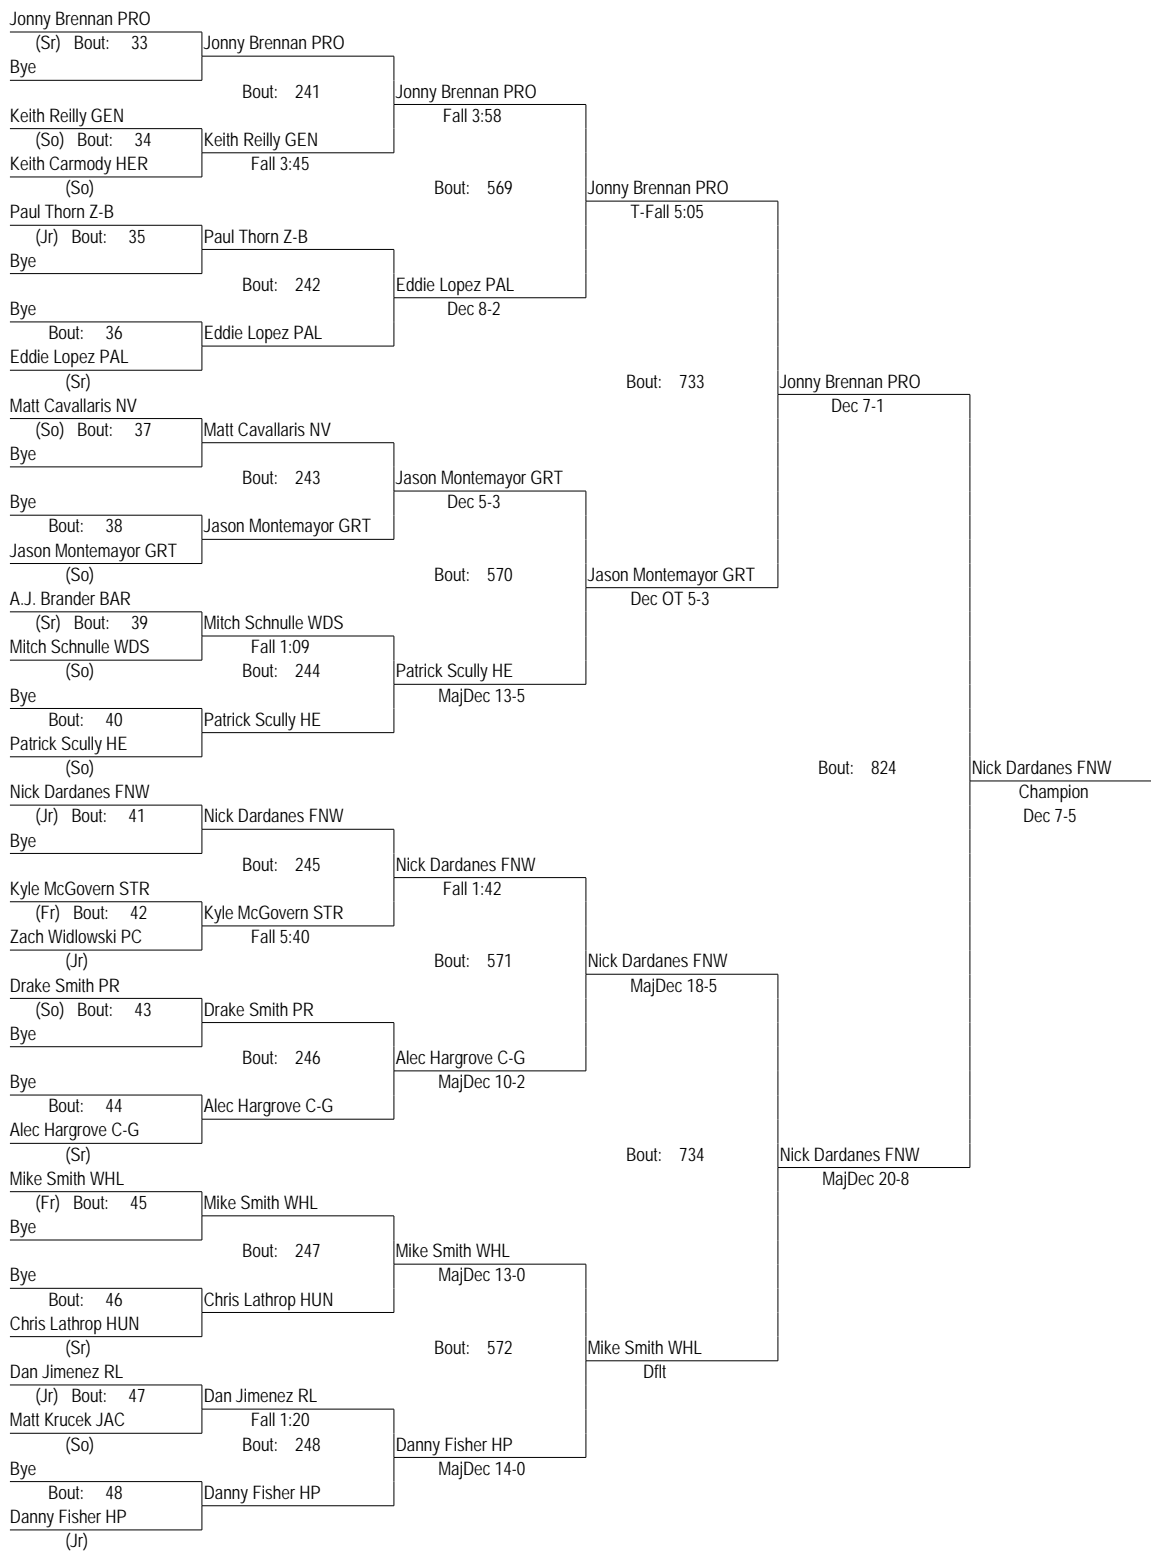 Jonny Brennan PRO
(Sr) Bout: 33 Jonny Brennan PRO
Bye
Bout: 241 Jonny Brennan PRO
Keith Reilly GEN Fall 3:58
(So) Bout: 34 Keith Reilly GEN
Keith Carmody HER Fall 3:45
(So) Bout: 569 Jonny Brennan PRO
Paul Thorn Z-B T-Fall 5:05
(Jr) Bout: 35 Paul Thorn Z-B
Bye
Bout: 242 Eddie Lopez PAL
Bye Dec 8-2
Bout: 36 Eddie Lopez PAL
Eddie Lopez PAL
(Sr) Bout: 733 Jonny Brennan PRO
Matt Cavallaris NV Dec 7-1
(So) Bout: 37 Matt Cavallaris NV
Bye
Bout: 243 Jason Montemayor GRT
Bye Dec 5-3
Bout: 38 Jason Montemayor GRT
Jason Montemayor GRT
(So) Bout: 570 Jason Montemayor GRT
A.J. Brander BAR Dec OT 5-3
(Sr) Bout: 39 Mitch Schnulle WDS
Mitch Schnulle WDS Fall 1:09
(So) Bout: 244 Patrick Scully HE
Bye MajDec 13-5
Bout: 40 Patrick Scully HE
Patrick Scully HE
(So) Bout: 824 Nick Dardanes FNW
Nick Dardanes FNW Champion
(Jr) Bout: 41 Nick Dardanes FNW Dec 7-5
Bye
Bout: 245 Nick Dardanes FNW
Kyle McGovern STR Fall 1:42
(Fr) Bout: 42 Kyle McGovern STR
Zach Widlowski PC Fall 5:40
(Jr) Bout: 571 Nick Dardanes FNW
Drake Smith PR MajDec 18-5
(So) Bout: 43 Drake Smith PR
Bye
Bout: 246 Alec Hargrove C-G
Bye MajDec 10-2
Bout: 44 Alec Hargrove C-G
Alec Hargrove C-G
(Sr) Bout: 734 Nick Dardanes FNW
Mike Smith WHL MajDec 20-8
(Fr) Bout: 45 Mike Smith WHL
Bye
Bout: 247 Mike Smith WHL
Bye MajDec 13-0
Bout: 46 Chris Lathrop HUN
Chris Lathrop HUN
(Sr) Bout: 572 Mike Smith WHL
Dan Jimenez RL Dflt
(Jr) Bout: 47 Dan Jimenez RL
Matt Krucek JAC Fall 1:20
(So) Bout: 248 Danny Fisher HP
Bye MajDec 14-0
Bout: 48 Danny Fisher HP
Danny Fisher HP
(Jr)